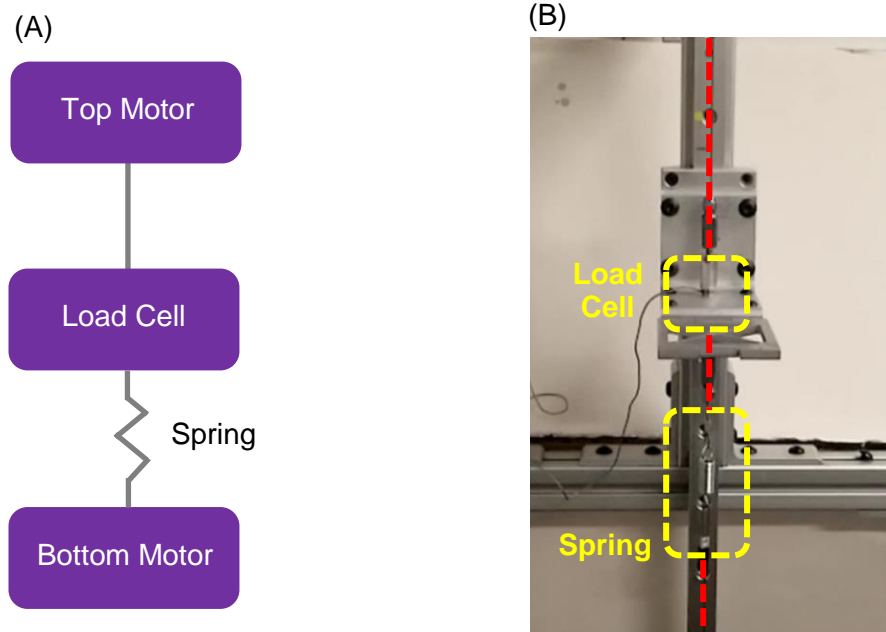 (A)
Top Motor
Load Cell
Spring
Bottom Motor
(B)
Load
Cell
Spring